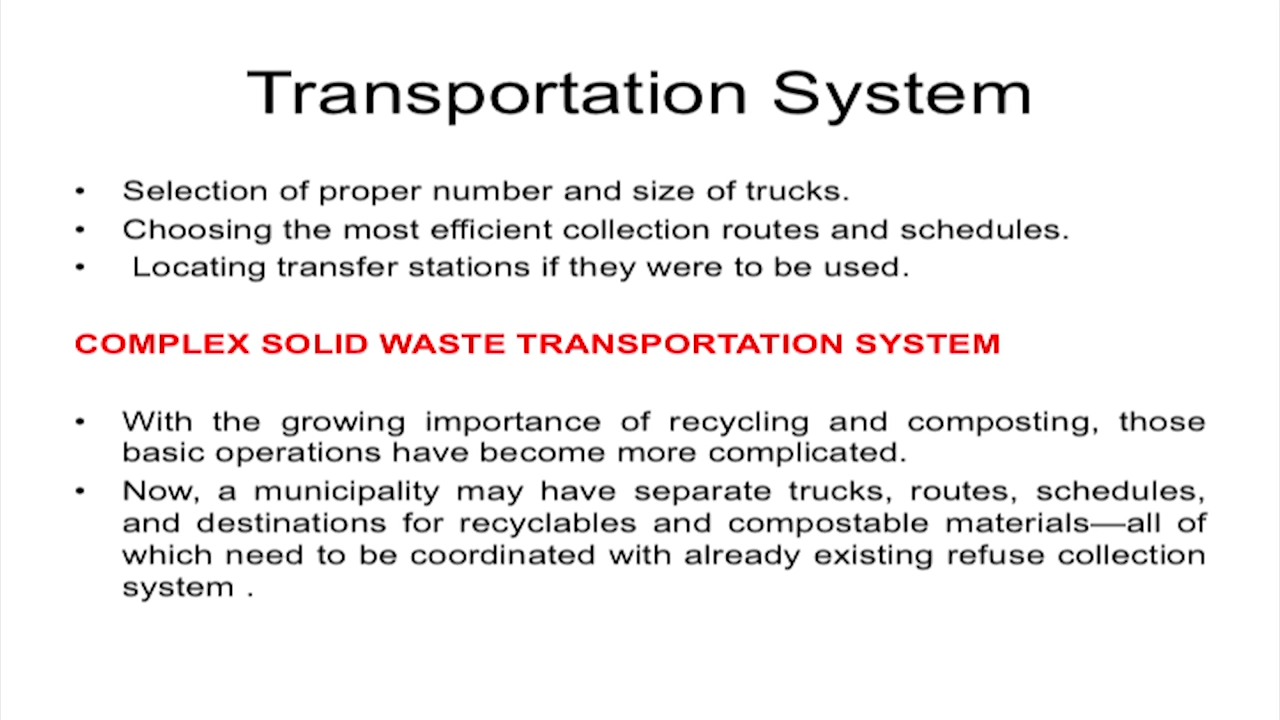 Transportation System
• Selection of proper number and size of trucks.
• Choosing the most efficient collection routes and schedules.
• Locating transfer stations if they were to be used.
COMPLEX SOLID WASTE TRANSPORTATION SYSTEM
• With the growing importance of recycling and composting, those
basic operations have become more complicated.
• Now, a municipality may have separate trucks, routes, schedules,
and destinations for recyclables and compostable materials—all of
which need to be coordinated with already existing refuse collection
system .